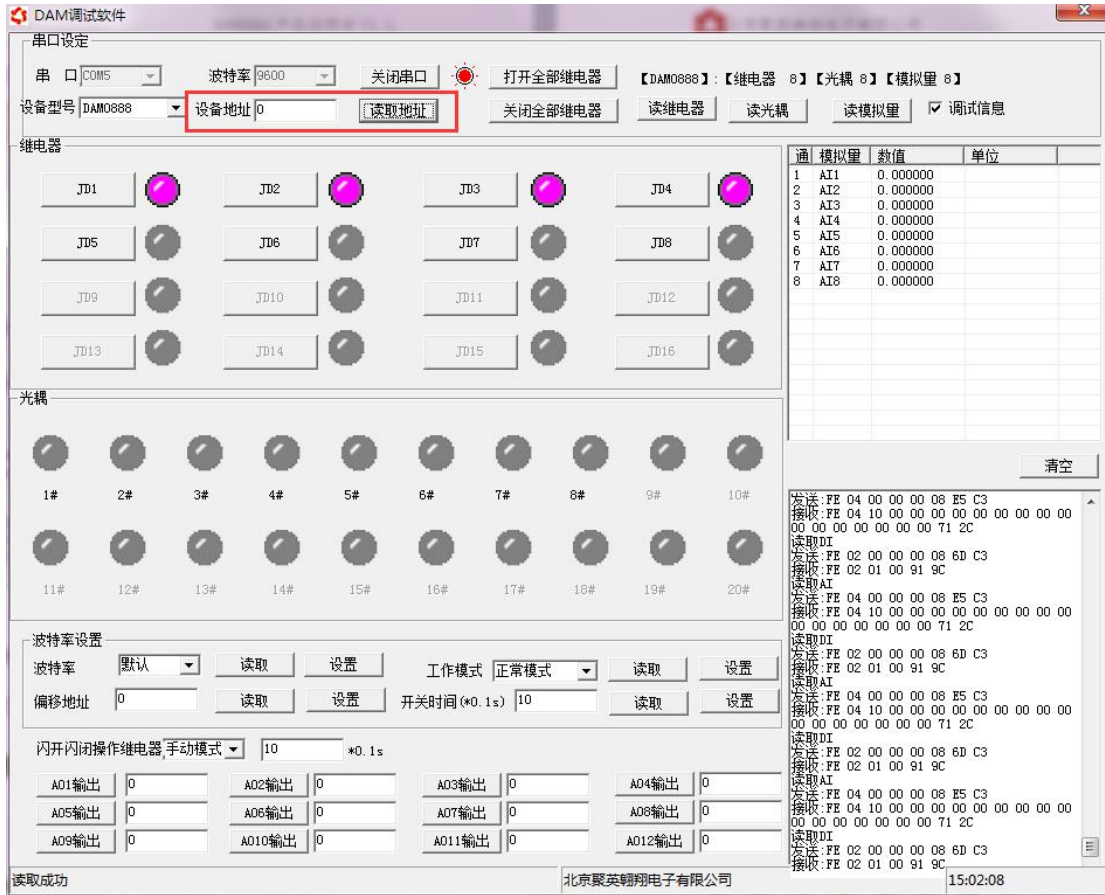 DAM调试软件
串口设定
串 口 COM5 波特率 9600 关闭串口 打开全部继电器 【DAM0888】:【继电器 8】【光耦 8】【模拟量 8】
设备型号 DAM0888 设备地址 0 读取地址 关闭全部继电器 读继电器 读光耦 读模拟量 调试信息
继电器
JD1 JD2 JD3 JD4
JD5 JD6 JD7 JD8
JD9 JD10 JD11 JD12
JD13 JD14 JD15 JD16
通 模拟量 数值 单位
1 AI1 0.000000
2 AI2 0.000000
3 AI3 0.000000
4 AI4 0.000000
5 AI5 0.000000
6 AI6 0.000000
7 AI7 0.000000
8 AI8 0.000000
清空
光耦
1# 2# 3# 4# 5# 6# 7# 8# 9# 10#
11# 12# 13# 14# 15# 16# 17# 18# 19# 20#
发送:FE 04 00 00 00 08 E5 C3
接收:FE 04 10 00 00 00 00 00 00 00 00 00
00 00 00 00 00 00 00 71 2C
读取DI
发送:FE 02 00 00 00 08 6D C3
接收:FE 02 01 00 91 9C
读取AI
发送:FE 04 00 00 00 08 E5 C3
接收:FE 04 10 00 00 00 00 00 00 00 00 00
00 00 00 00 00 00 00 71 2C
读取DI
发送:FE 02 00 00 00 08 6D C3
接收:FE 02 01 00 91 9C
读取AI
发送:FE 04 00 00 00 08 E5 C3
接收:FE 04 10 00 00 00 00 00 00 00 00 00
00 00 00 00 00 00 00 71 2C
读取DI
发送:FE 02 00 00 00 08 6D C3
接收:FE 02 01 00 91 9C
读取AI
发送:FE 04 00 00 00 08 E5 C3
接收:FE 04 10 00 00 00 00 00 00 00 00 00
00 00 00 00 00 00 00 71 2C
读取DI
发送:FE 02 00 00 00 08 6D C3
接收:FE 02 01 00 91 9C
波特率设置
波特率 默认 读取 设置 工作模式 正常模式 读取 设置
偏移地址 0 读取 设置 开关时间(*0.1s) 10 读取 设置
闪开闪闭操作继电器 手动模式 10 *0.1s
AO1输出 0 AO2输出 0 AO3输出 0 AO4输出 0
AO5输出 0 AO6输出 0 AO7输出 0 AO8输出 0
AO9输出 0 AO10输出 0 AO11输出 0 AO12输出 0
读取成功 北京聚英翱翔电子有限公司 15:02:08